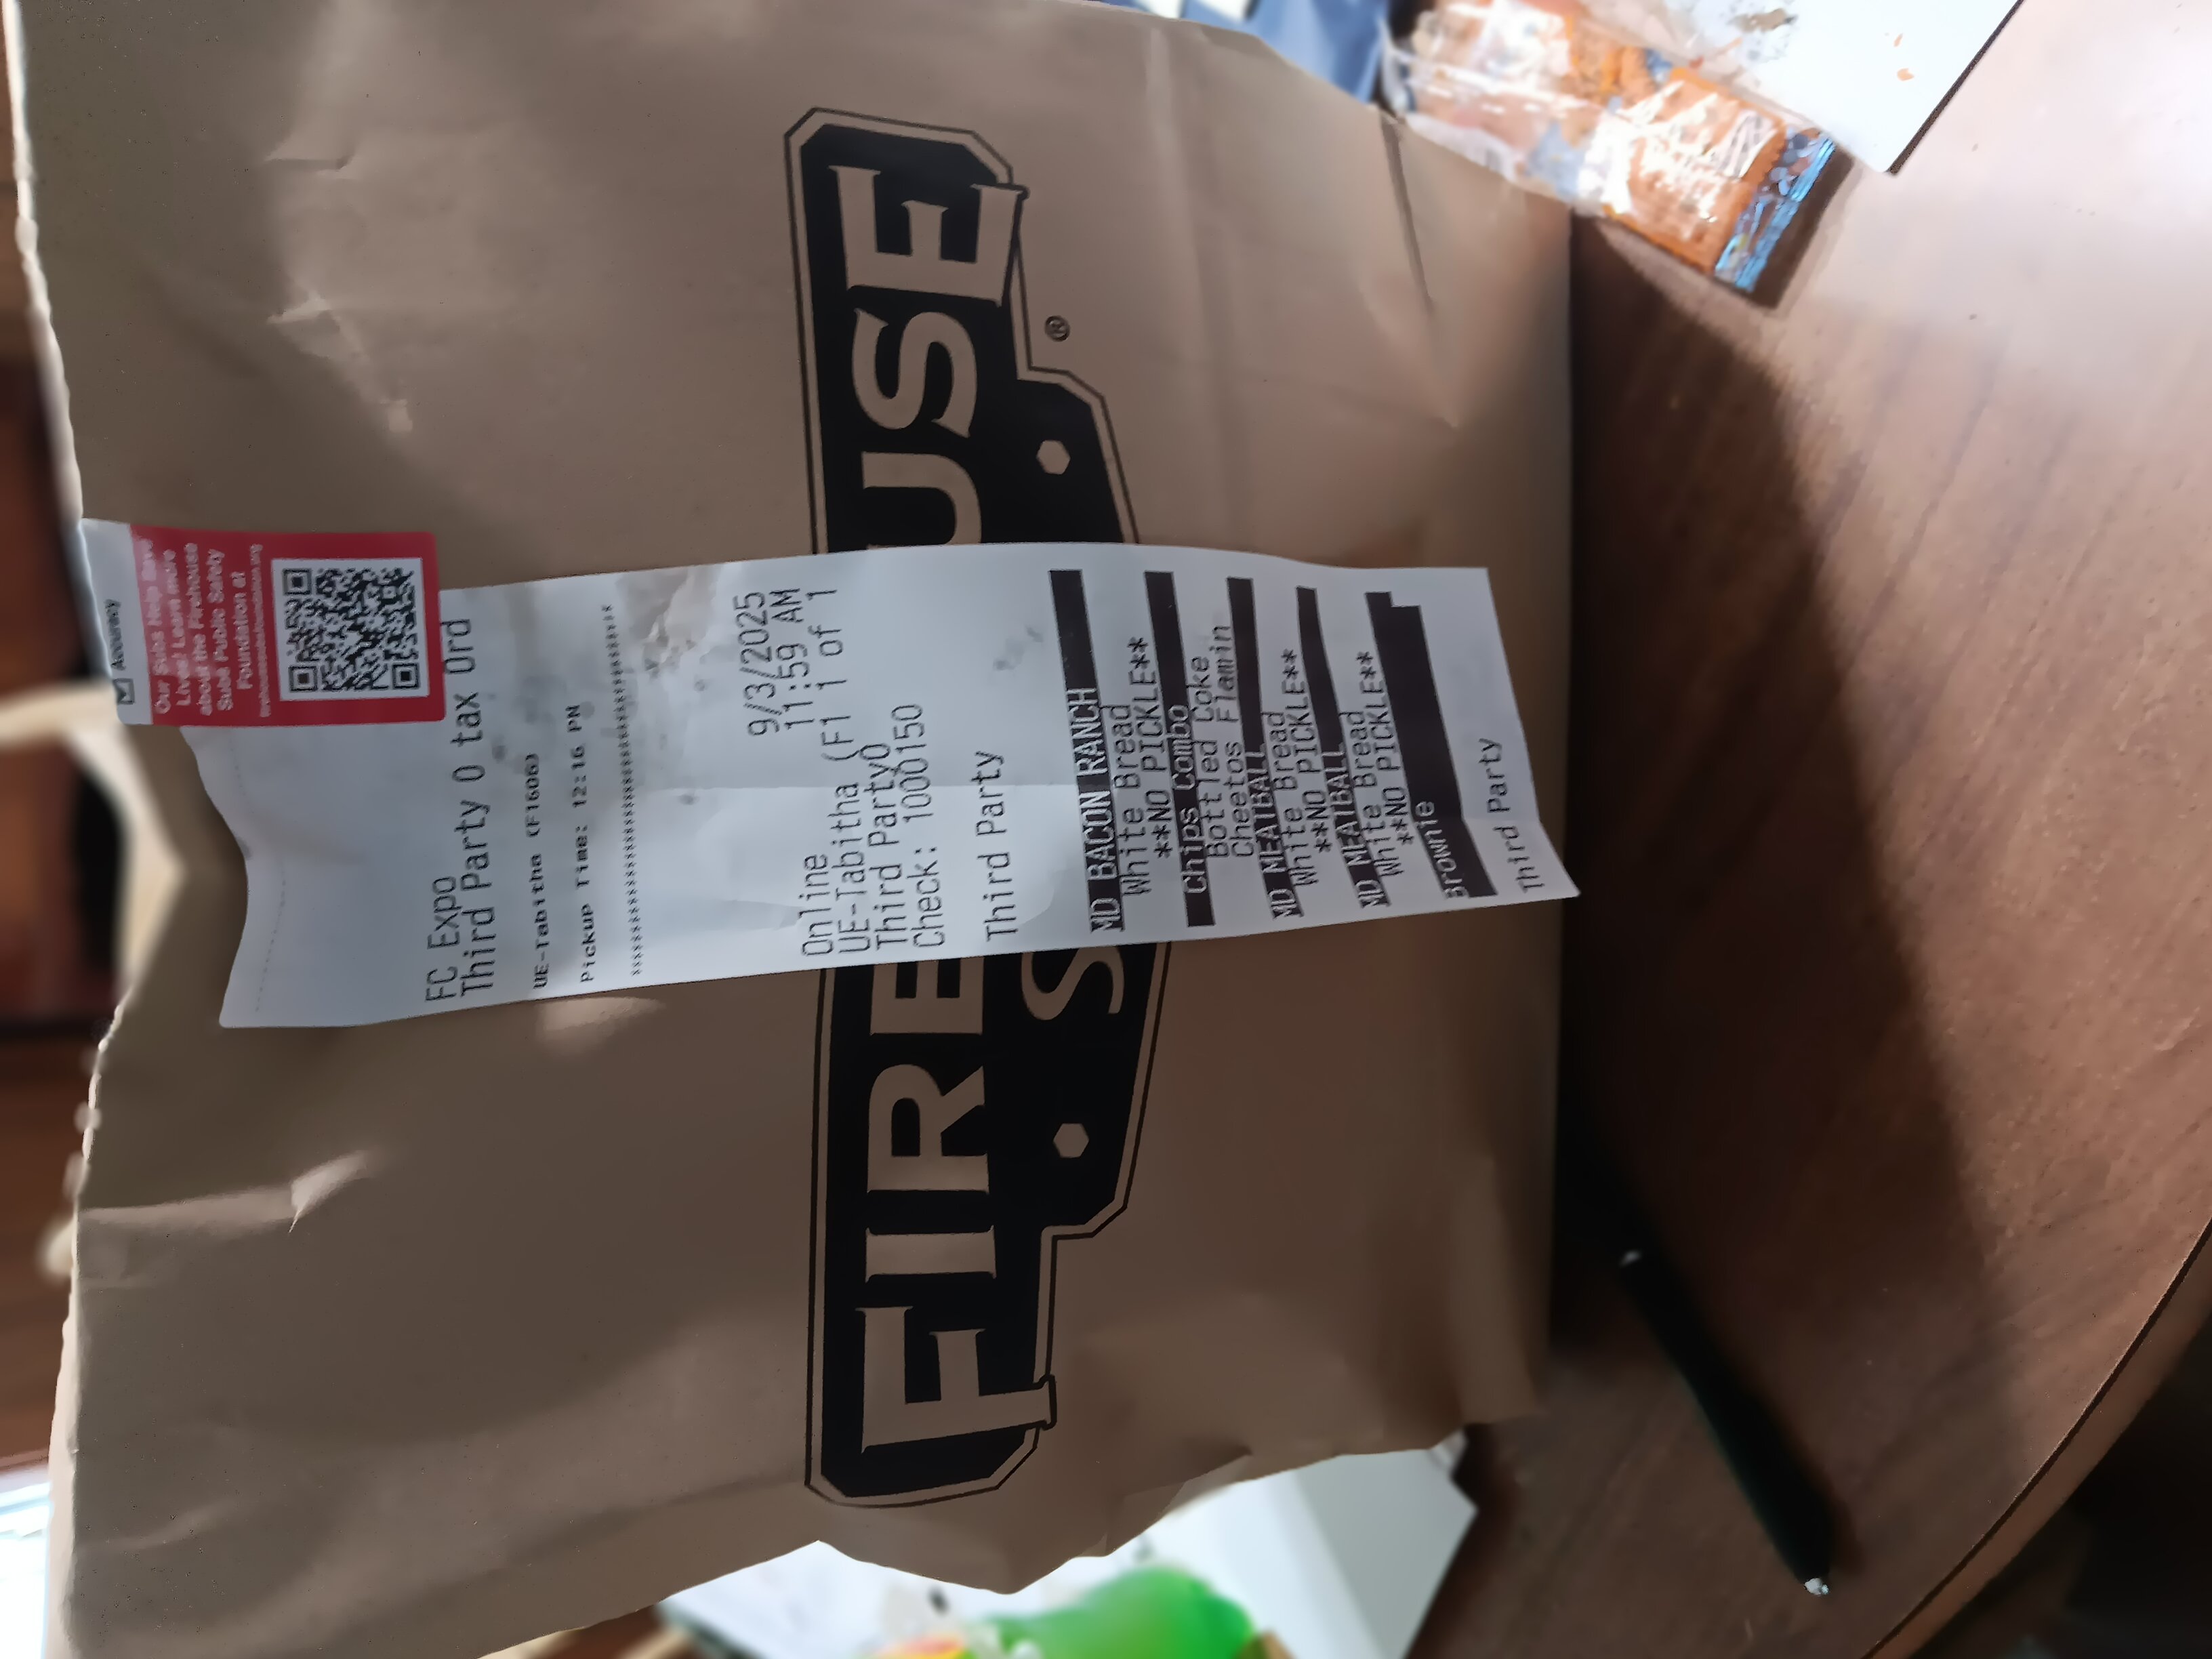 Accuracy
Our Subs Help Save
Lives! Learn more
about the Firehouse
Subs Public Safety
Foundation at
FC Expo
Third Party 0 tax Ord
UE-Tabitha (F1606)
Pickup Time: 12:16 PM
9/3/2025
11:59 AM
Online
UE-Tabitha (F1 1 of 1
Third Party0
Check: 1000150
Third Party
MD BACON RANCH
White Bread
**NO PICKLE**
Chips Combo
Bottled Coke
Cheetos Flamin
MD MEATBALL
White Bread
**NO PICKLE**
MD MEATBALL
White Bread
**NO PICKLE**
Brownie
Third Party
FIRE USE ®
S